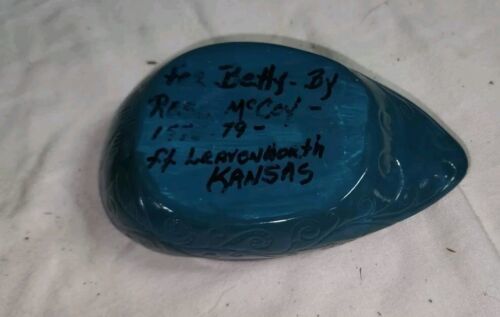 for Betty - By
McCoy -
79 -
ft Leavenworth
KANSAS